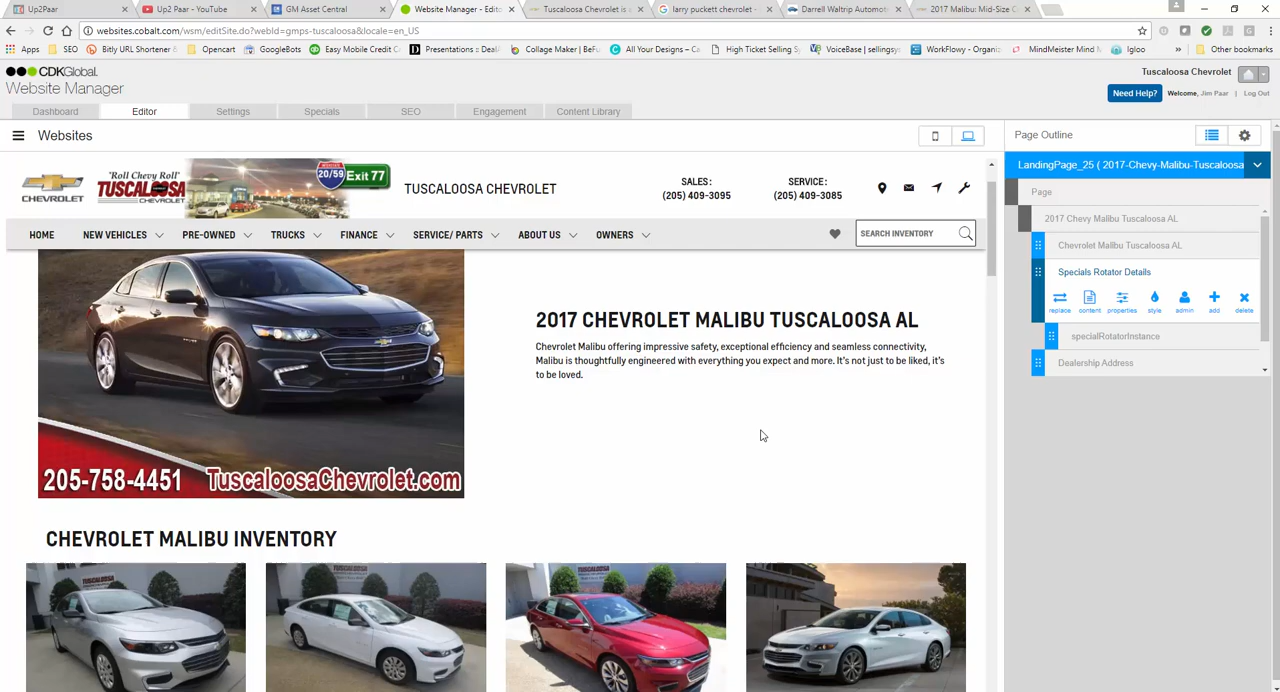 Up2Paar
Up2 Paar - YouTube
GM Asset Central
Website Manager - Edito
Tuscaloosa Chevrolet is
larry puckett chevrolet -
Darrell Waltrip Automoti
2017 Malibu: Mid-Size C
websites.cobalt.com/wsm/editSite.do?webId=gmps-tuscaloosa&locale=en_US
Apps SEO Bitly URL Shortener Opencart GoogleBots Easy Mobile Credit C Presentations :: DeaL Collage Maker | BeFu All Your Designs – Ca High Ticket Selling Sy VoiceBase | sellingsy WorkFlowy - Organiz MindMeister Mind M Igloo » Other bookmarks
CDKGlobal.
Website Manager
Tuscaloosa Chevrolet
Need Help? Welcome, Jim Paar | Log Out
Dashboard Editor Settings Specials SEO Engagement Content Library
Websites
Page Outline
CHEVROLET
'Roll Chevy Roll'
TUSCALOOSA
CHEVROLET
INTERSTATE
20/59 Exit 77
TUSCALOOSA CHEVROLET
SALES:
(205) 409-3095
SERVICE:
(205) 409-3085
HOME NEW VEHICLES PRE-OWNED TRUCKS FINANCE SERVICE/ PARTS ABOUT US OWNERS
SEARCH INVENTORY
2017 CHEVROLET MALIBU TUSCALOOSA AL
Chevrolet Malibu offering impressive safety, exceptional efficiency and seamless connectivity,
Malibu is thoughtfully engineered with everything you expect and more. It's not just to be liked, it's
to be loved.
205-758-4451 TuscaloosaChevrolet.com
CHEVROLET MALIBU INVENTORY
LandingPage_25 ( 2017-Chevy-Malibu-Tuscaloosa
Page
2017 Chevy Malibu Tuscaloosa AL
Chevrolet Malibu Tuscaloosa AL
Specials Rotator Details
replace content properties style admin add delete
specialRotatorInstance
Dealership Address